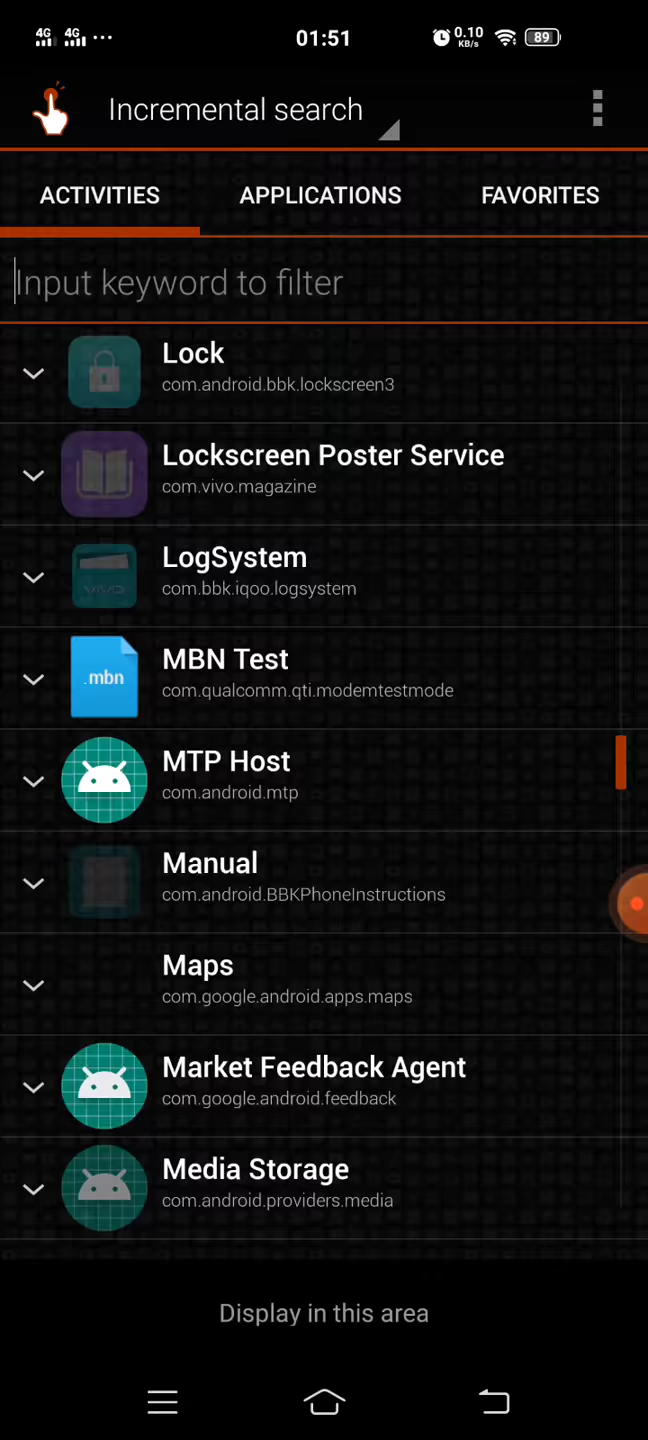 4G 4G ... 01:51 0.10 KB/s 89
Incremental search
ACTIVITIES APPLICATIONS FAVORITES
Input keyword to filter
Lock
com.android.bbk.lockscreen3
Lockscreen Poster Service
com.vivo.magazine
LogSystem
com.bbk.iqoo.logsystem
MBN Test
.mbn
com.qualcomm.qti.modemtestmode
MTP Host
com.android.mtp
Manual
com.android.BBKPhoneInstructions
Maps
com.google.android.apps.maps
Market Feedback Agent
com.google.android.feedback
Media Storage
com.android.providers.media
Display in this area